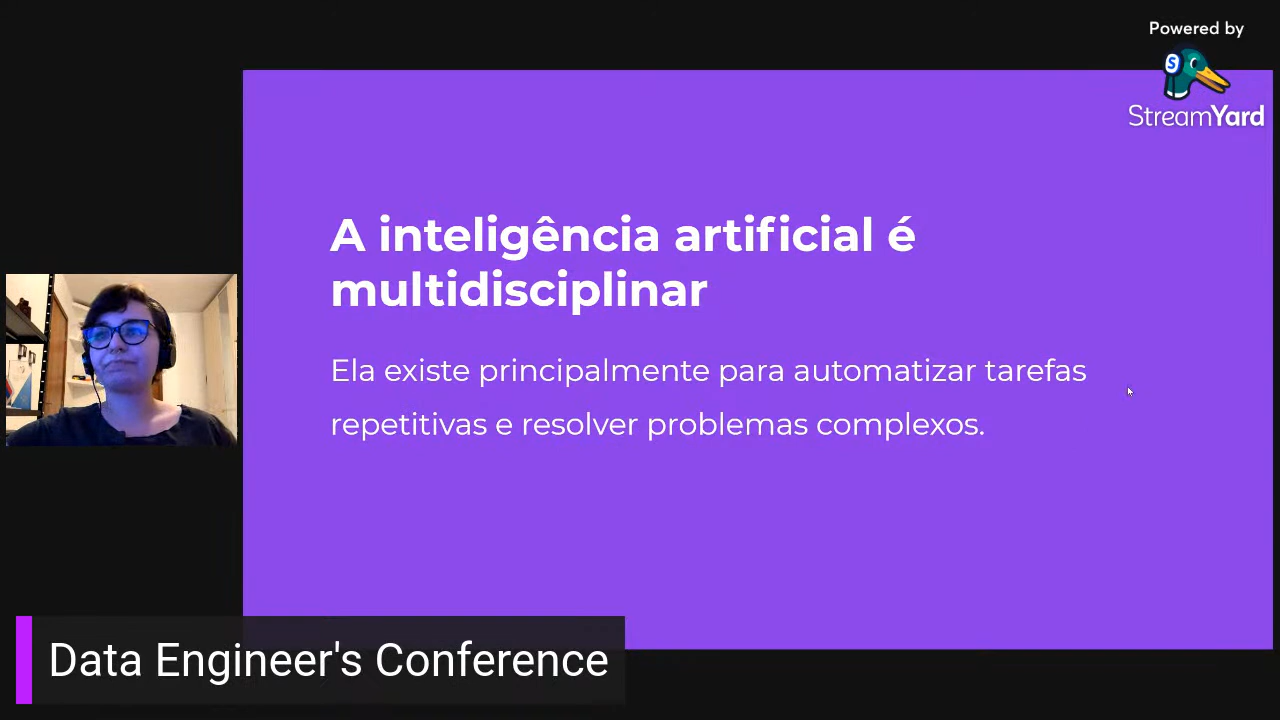 Powered by
StreamYard
A inteligência artificial é
multidisciplinar
Ela existe principalmente para automatizar tarefas
repetitivas e resolver problemas complexos.
Data Engineer's Conference